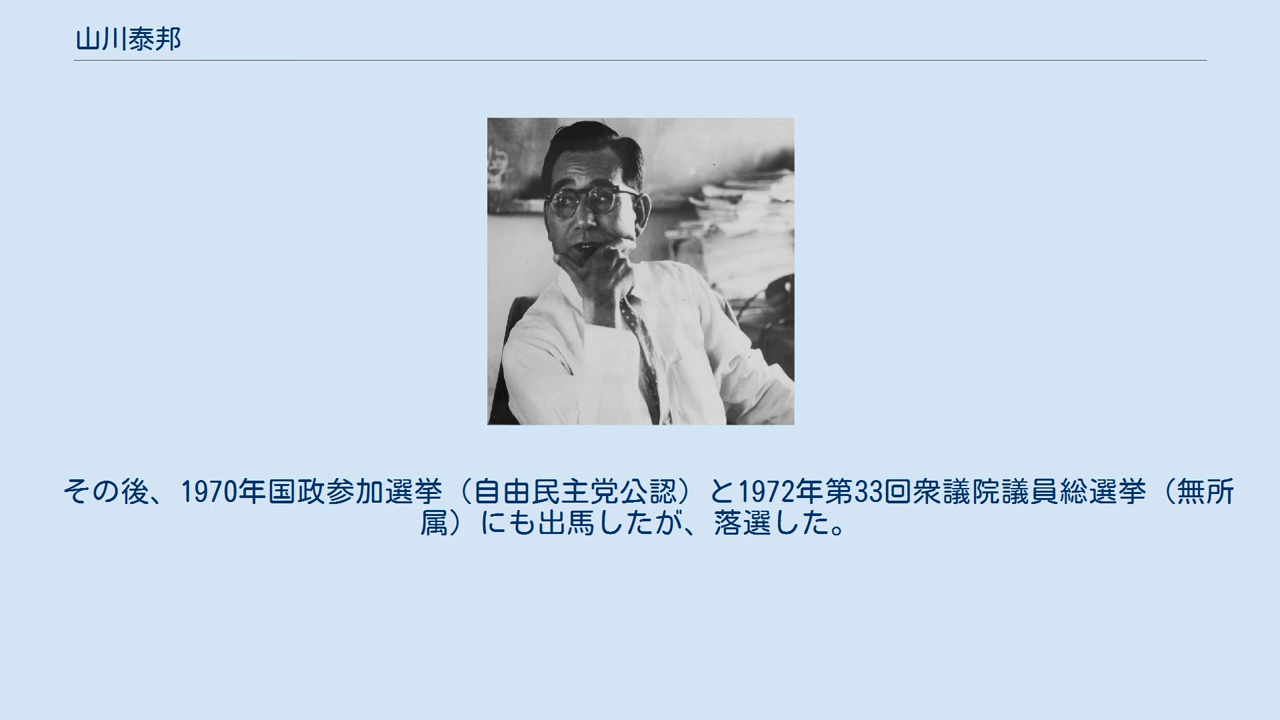 山川泰邦
その後、1970年国政参加選挙（自由民主党公認）と1972年第33回衆議院議員総選挙（無所
属）にも出馬したが、落選した。